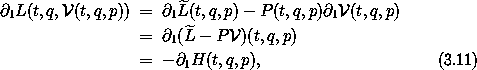 ∂₁L(t, q, 𝒱(t, q, p)) = ∂₁L̃(t, q, p) − P(t, q, p)∂₁𝒱(t, q, p)
= ∂₁(L̃ − P𝒱)(t, q, p)
= −∂₁H(t, q, p), (3.11)